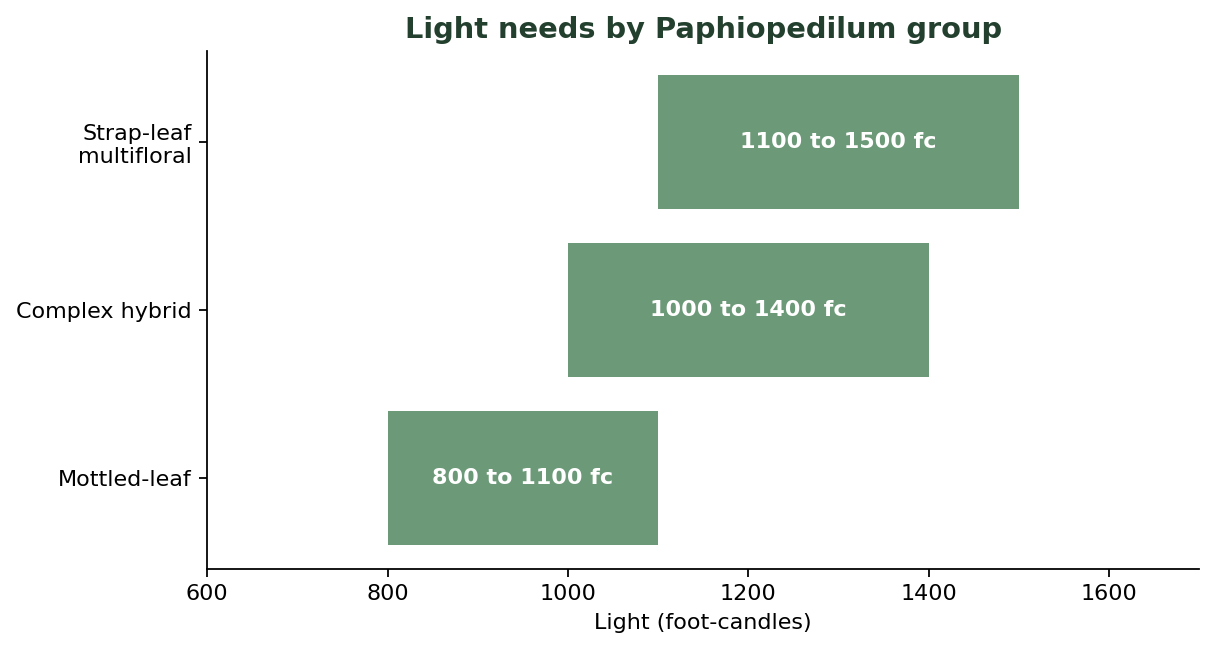 Light needs by Paphiopedilum group
Strap-leaf
multifloral
1100 to 1500 fc
Complex hybrid
1000 to 1400 fc
Mottled-leaf
800 to 1100 fc
600 800 1000 1200 1400 1600
Light (foot-candles)